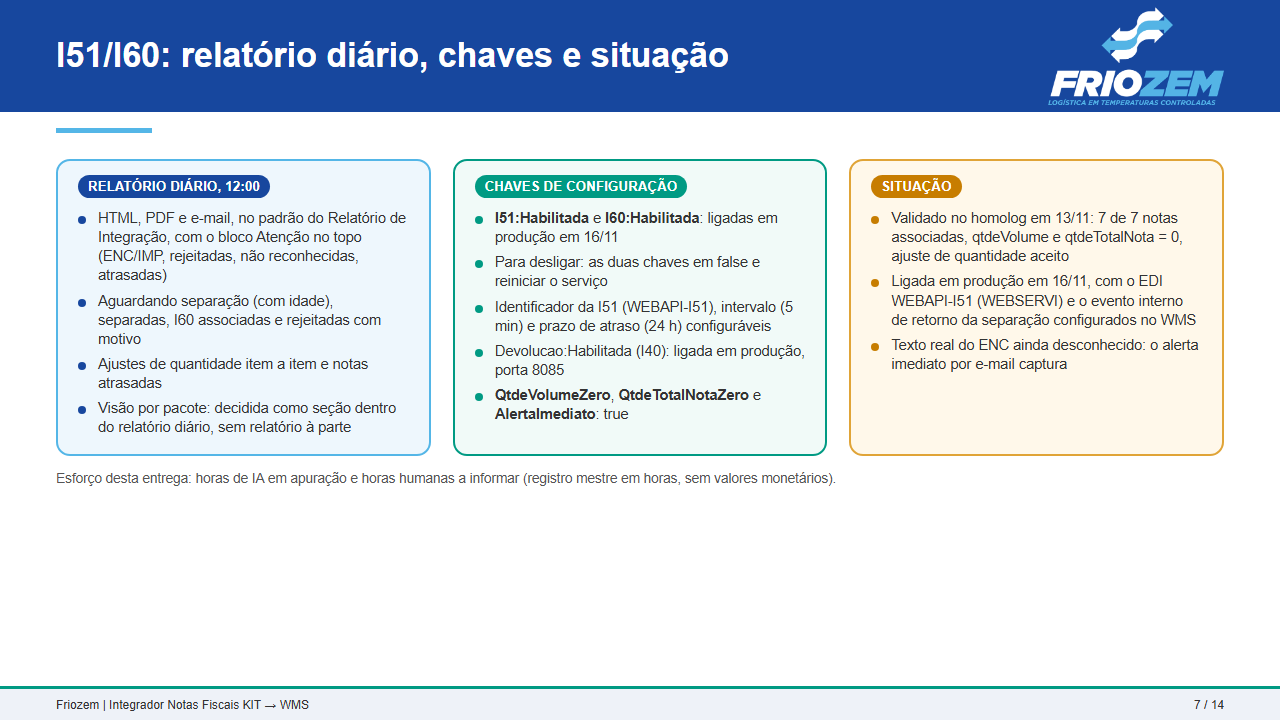 I51/I60: relatório diário, chaves e situação
FRIOZEM
LOGÍSTICA EM TEMPERATURAS CONTROLADAS
RELATÓRIO DIÁRIO, 12:00
HTML, PDF e e-mail, no padrão do Relatório de
Integração, com o bloco Atenção no topo
(ENC/IMP, rejeitadas, não reconhecidas,
atrasadas)
Aguardando separação (com idade),
separadas, I60 associadas e rejeitadas com
motivo
Ajustes de quantidade item a item e notas
atrasadas
Visão por pacote: decidida como seção dentro
do relatório diário, sem relatório à parte
CHAVES DE CONFIGURAÇÃO
I51:Habilitada e I60:Habilitada: ligadas em
produção em 16/11
Para desligar: as duas chaves em false e
reiniciar o serviço
Identificador da I51 (WEBAPI-I51), intervalo (5
min) e prazo de atraso (24 h) configuráveis
Devolucao:Habilitada (I40): ligada em produção,
porta 8085
QtdeVolumeZero, QtdeTotalNotaZero e
AlertaImediato: true
SITUAÇÃO
Validado no homolog em 13/11: 7 de 7 notas
associadas, qtdeVolume e qtdeTotalNota = 0,
ajuste de quantidade aceito
Ligada em produção em 16/11, com o EDI
WEBAPI-I51 (WEBSERVI) e o evento interno
de retorno da separação configurados no WMS
Texto real do ENC ainda desconhecido: o alerta
imediato por e-mail captura
Esforço desta entrega: horas de IA em apuração e horas humanas a informar (registro mestre em horas, sem valores monetários).
Friozem | Integrador Notas Fiscais KIT → WMS
7 / 14